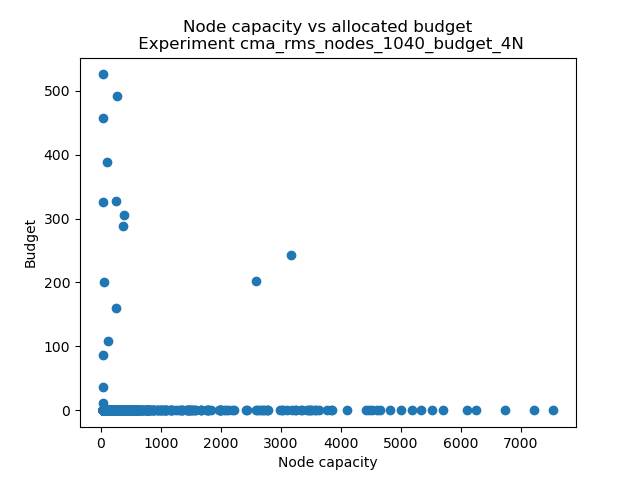 Node capacity vs allocated budget
Experiment cma_rms_nodes_1040_budget_4N
500
400
300
200
100
0
Budget
0 1000 2000 3000 4000 5000 6000 7000
Node capacity